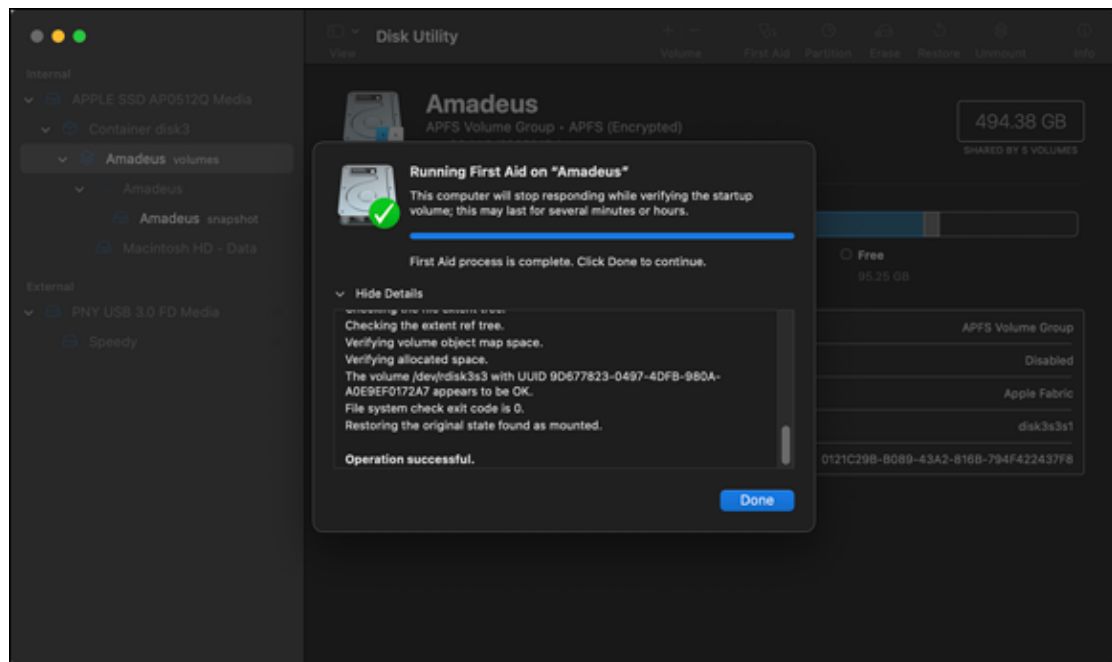 Disk Utility
View
Volume
First Aid
Partition
Erase
Restore
Unmount
Info
Internal
APPLE SSD AP0512Q Media
Container disk3
Amadeus volumes
Amadeus
Amadeus snapshot
Macintosh HD - Data
External
PNY USB 3.0 FD Media
Speedy
Amadeus
APFS Volume Group • APFS (Encrypted)
494.38 GB
SHARED BY 5 VOLUMES
Running First Aid on "Amadeus"
This computer will stop responding while verifying the startup
volume; this may last for several minutes or hours.
First Aid process is complete. Click Done to continue.
Hide Details
Checking the file extent tree.
Checking the extent ref tree.
Verifying volume object map space.
Verifying allocated space.
The volume /dev/rdisk3s3 with UUID 9D677823-0497-4DFB-980A-
A0E9EF0172A7 appears to be OK.
File system check exit code is 0.
Restoring the original state found as mounted.
Operation successful.
Done
Free
95.25 GB
APFS Volume Group
Disabled
Apple Fabric
disk3s3s1
0121C29B-B089-43A2-816B-794F422437F8